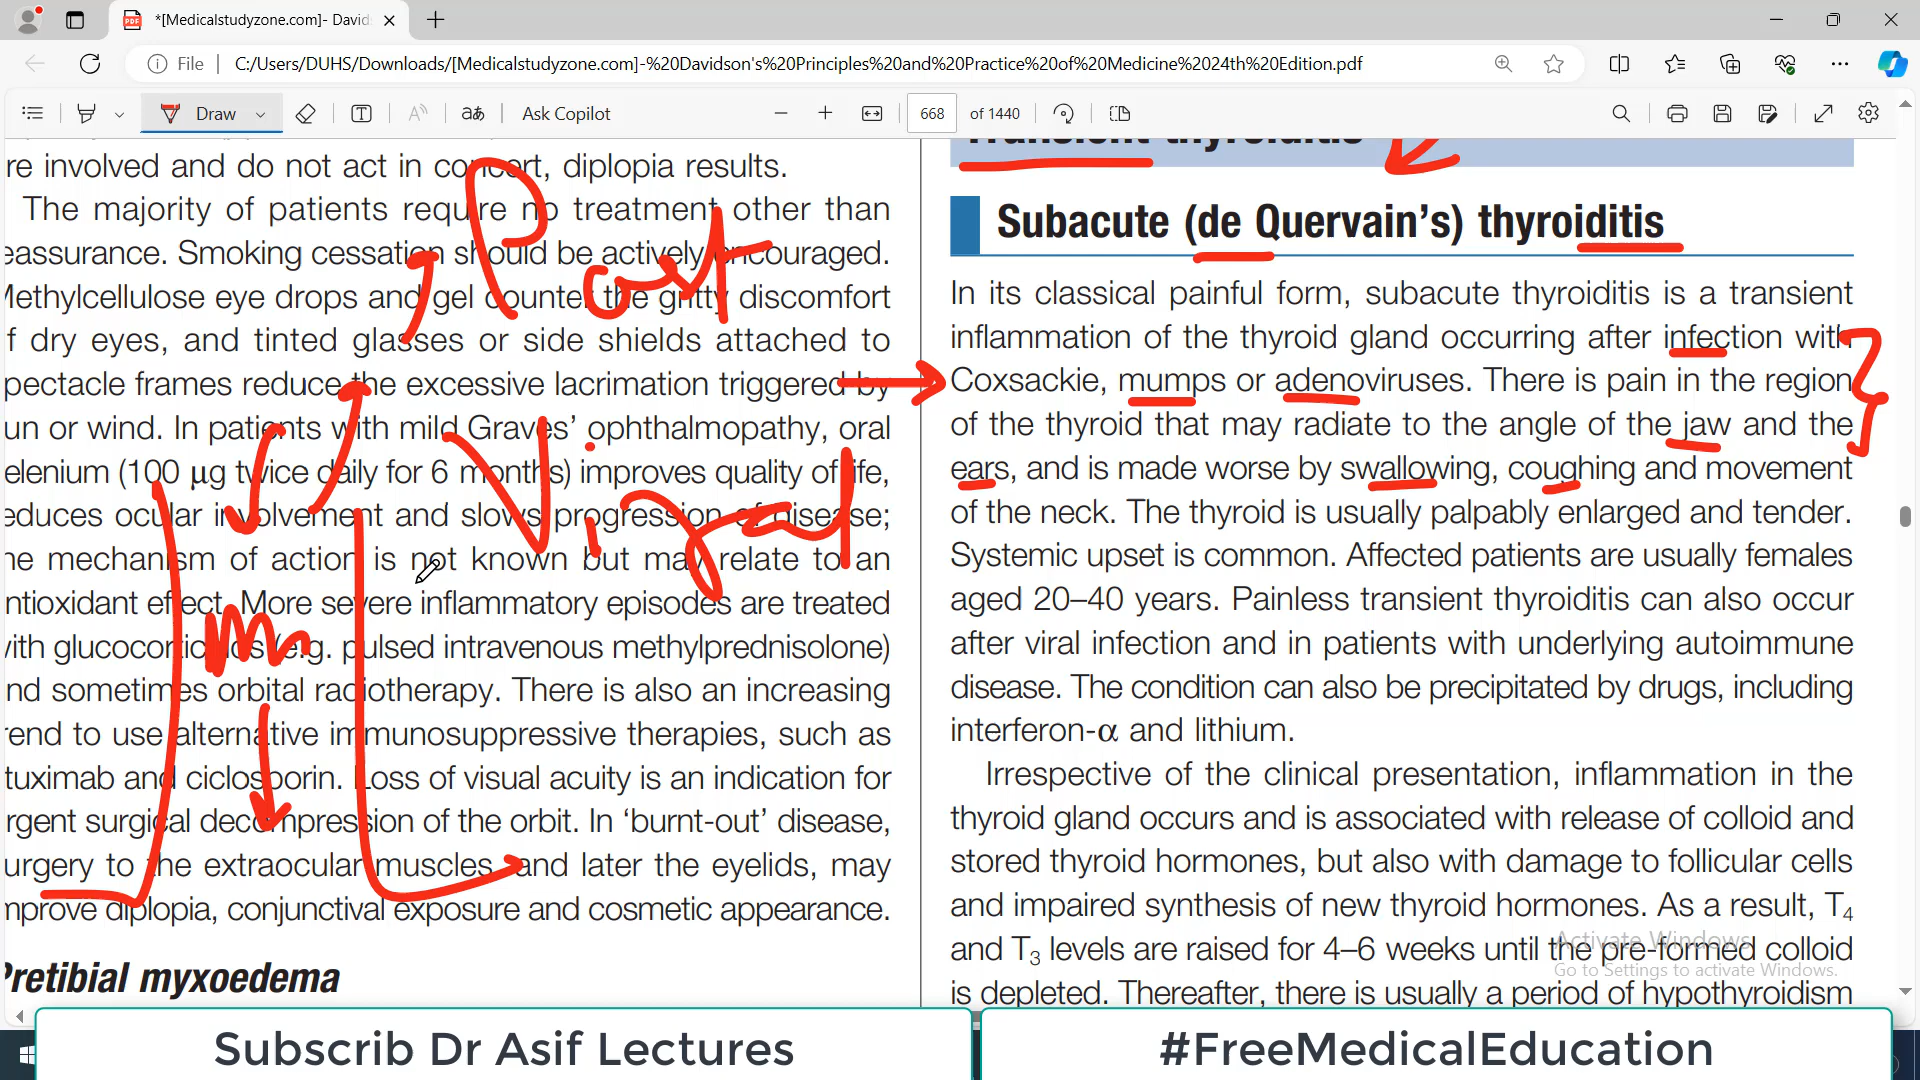 *[Medicalstudyzone.com]- David
File
C:/Users/DUHS/Downloads/[Medicalstudyzone.com]-%20Davidson's%20Principles%20and%20Practice%20of%20Medicine%2024th%20Edition.pdf
Draw
Ask Copilot
668 of 1440
re involved and do not act in concert, diplopia results.
The majority of patients require no treatment other than
eassurance. Smoking cessation should be actively encouraged.
Methylcellulose eye drops and gel counter the gritty discomfort
f dry eyes, and tinted glasses or side shields attached to
pectacle frames reduce the excessive lacrimation triggered by
un or wind. In patients with mild Graves' ophthalmopathy, oral
elenium (100 μg twice daily for 6 months) improves quality of life,
educes ocular involvement and slows progression of disease;
he mechanism of action is not known but may relate to an
ntioxidant effect. More severe inflammatory episodes are treated
with glucocorticoids (e.g. pulsed intravenous methylprednisolone)
nd sometimes orbital radiotherapy. There is also an increasing
rend to use alternative immunosuppressive therapies, such as
tuximab and ciclosporin. Loss of visual acuity is an indication for
rgent surgical decompression of the orbit. In ‘burnt-out’ disease,
urgery to the extraocular muscles and later the eyelids, may
mprove diplopia, conjunctival exposure and cosmetic appearance.
Pretibial myxoedema
Post
Viral
Transient thyroiditis
Subacute (de Quervain's) thyroiditis
In its classical painful form, subacute thyroiditis is a transient
inflammation of the thyroid gland occurring after infection with
Coxsackie, mumps or adenoviruses. There is pain in the region
of the thyroid that may radiate to the angle of the jaw and the
ears, and is made worse by swallowing, coughing and movement
of the neck. The thyroid is usually palpably enlarged and tender.
Systemic upset is common. Affected patients are usually females
aged 20–40 years. Painless transient thyroiditis can also occur
after viral infection and in patients with underlying autoimmune
disease. The condition can also be precipitated by drugs, including
interferon-α and lithium.
Irrespective of the clinical presentation, inflammation in the
thyroid gland occurs and is associated with release of colloid and
stored thyroid hormones, but also with damage to follicular cells
and impaired synthesis of new thyroid hormones. As a result, T4
and T3 levels are raised for 4–6 weeks until the pre-formed colloid
is depleted. Thereafter, there is usually a period of hypothyroidism
Activate Windows
Go to Settings to activate Windows.
Subscrib Dr Asif Lectures
#FreeMedicalEducation